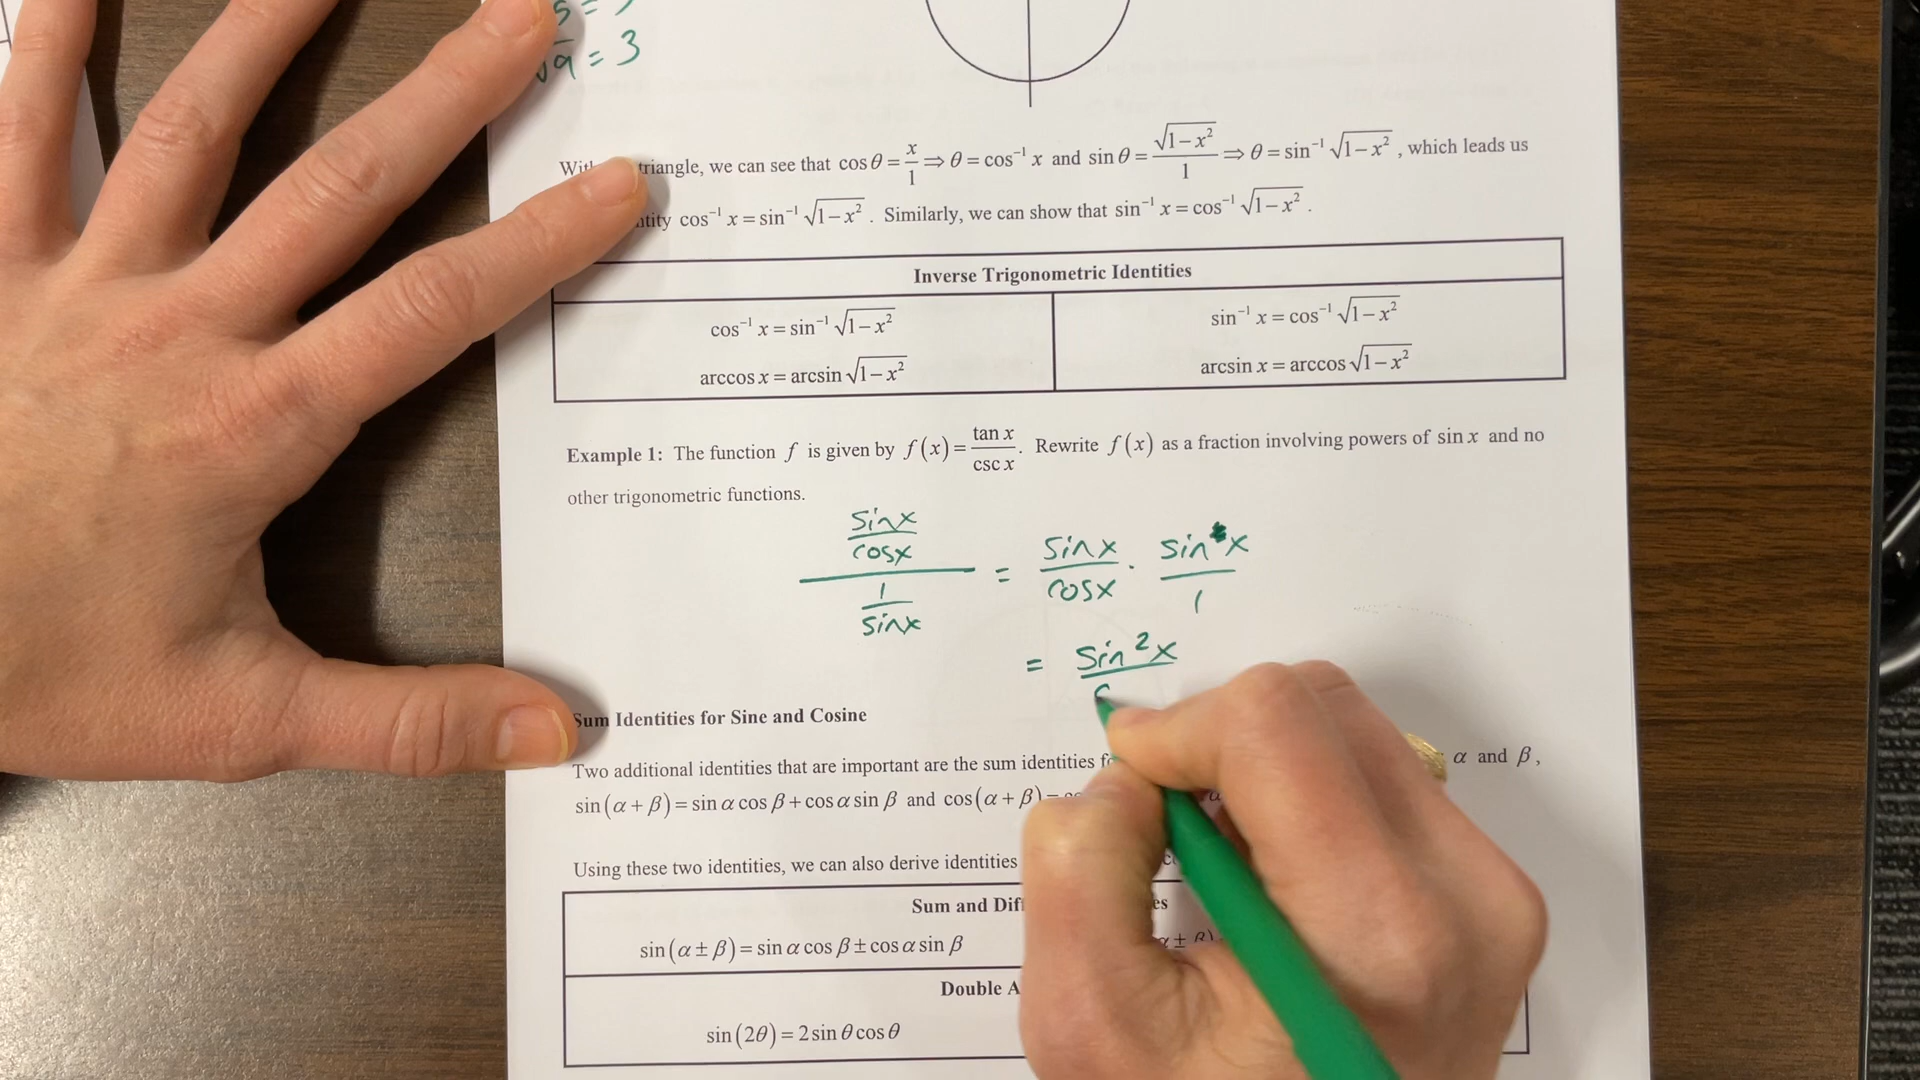 s =
√9 = 3
triangle, we can see that cos θ = x/1 ⇒ θ = cos⁻¹ x and sin θ = √(1−x²)/1 ⇒ θ = sin⁻¹ √(1−x²), which leads us
cos⁻¹ x = sin⁻¹ √(1−x²). Similarly, we can show that sin⁻¹ x = cos⁻¹ √(1−x²).
Inverse Trigonometric Identities
cos⁻¹ x = sin⁻¹ √(1−x²)
arccos x = arcsin √(1−x²)
sin⁻¹ x = cos⁻¹ √(1−x²)
arcsin x = arccos √(1−x²)
Example 1: The function f is given by f(x) = tan x/csc x. Rewrite f(x) as a fraction involving powers of sin x and no
other trigonometric functions.
(sinx/cosx)/(1/sinx) = sinx/cosx · sin x/1
= sin²x
Sum Identities for Sine and Cosine
Two additional identities that are important are the sum identities α and β,
sin(α + β) = sin α cos β + cos α sin β and cos(α + β)
Using these two identities, we can also derive identities
Sum and
sin(α ± β) = sin α cos β ± cos α sin β
Double
sin(2θ) = 2 sin θ cos θ